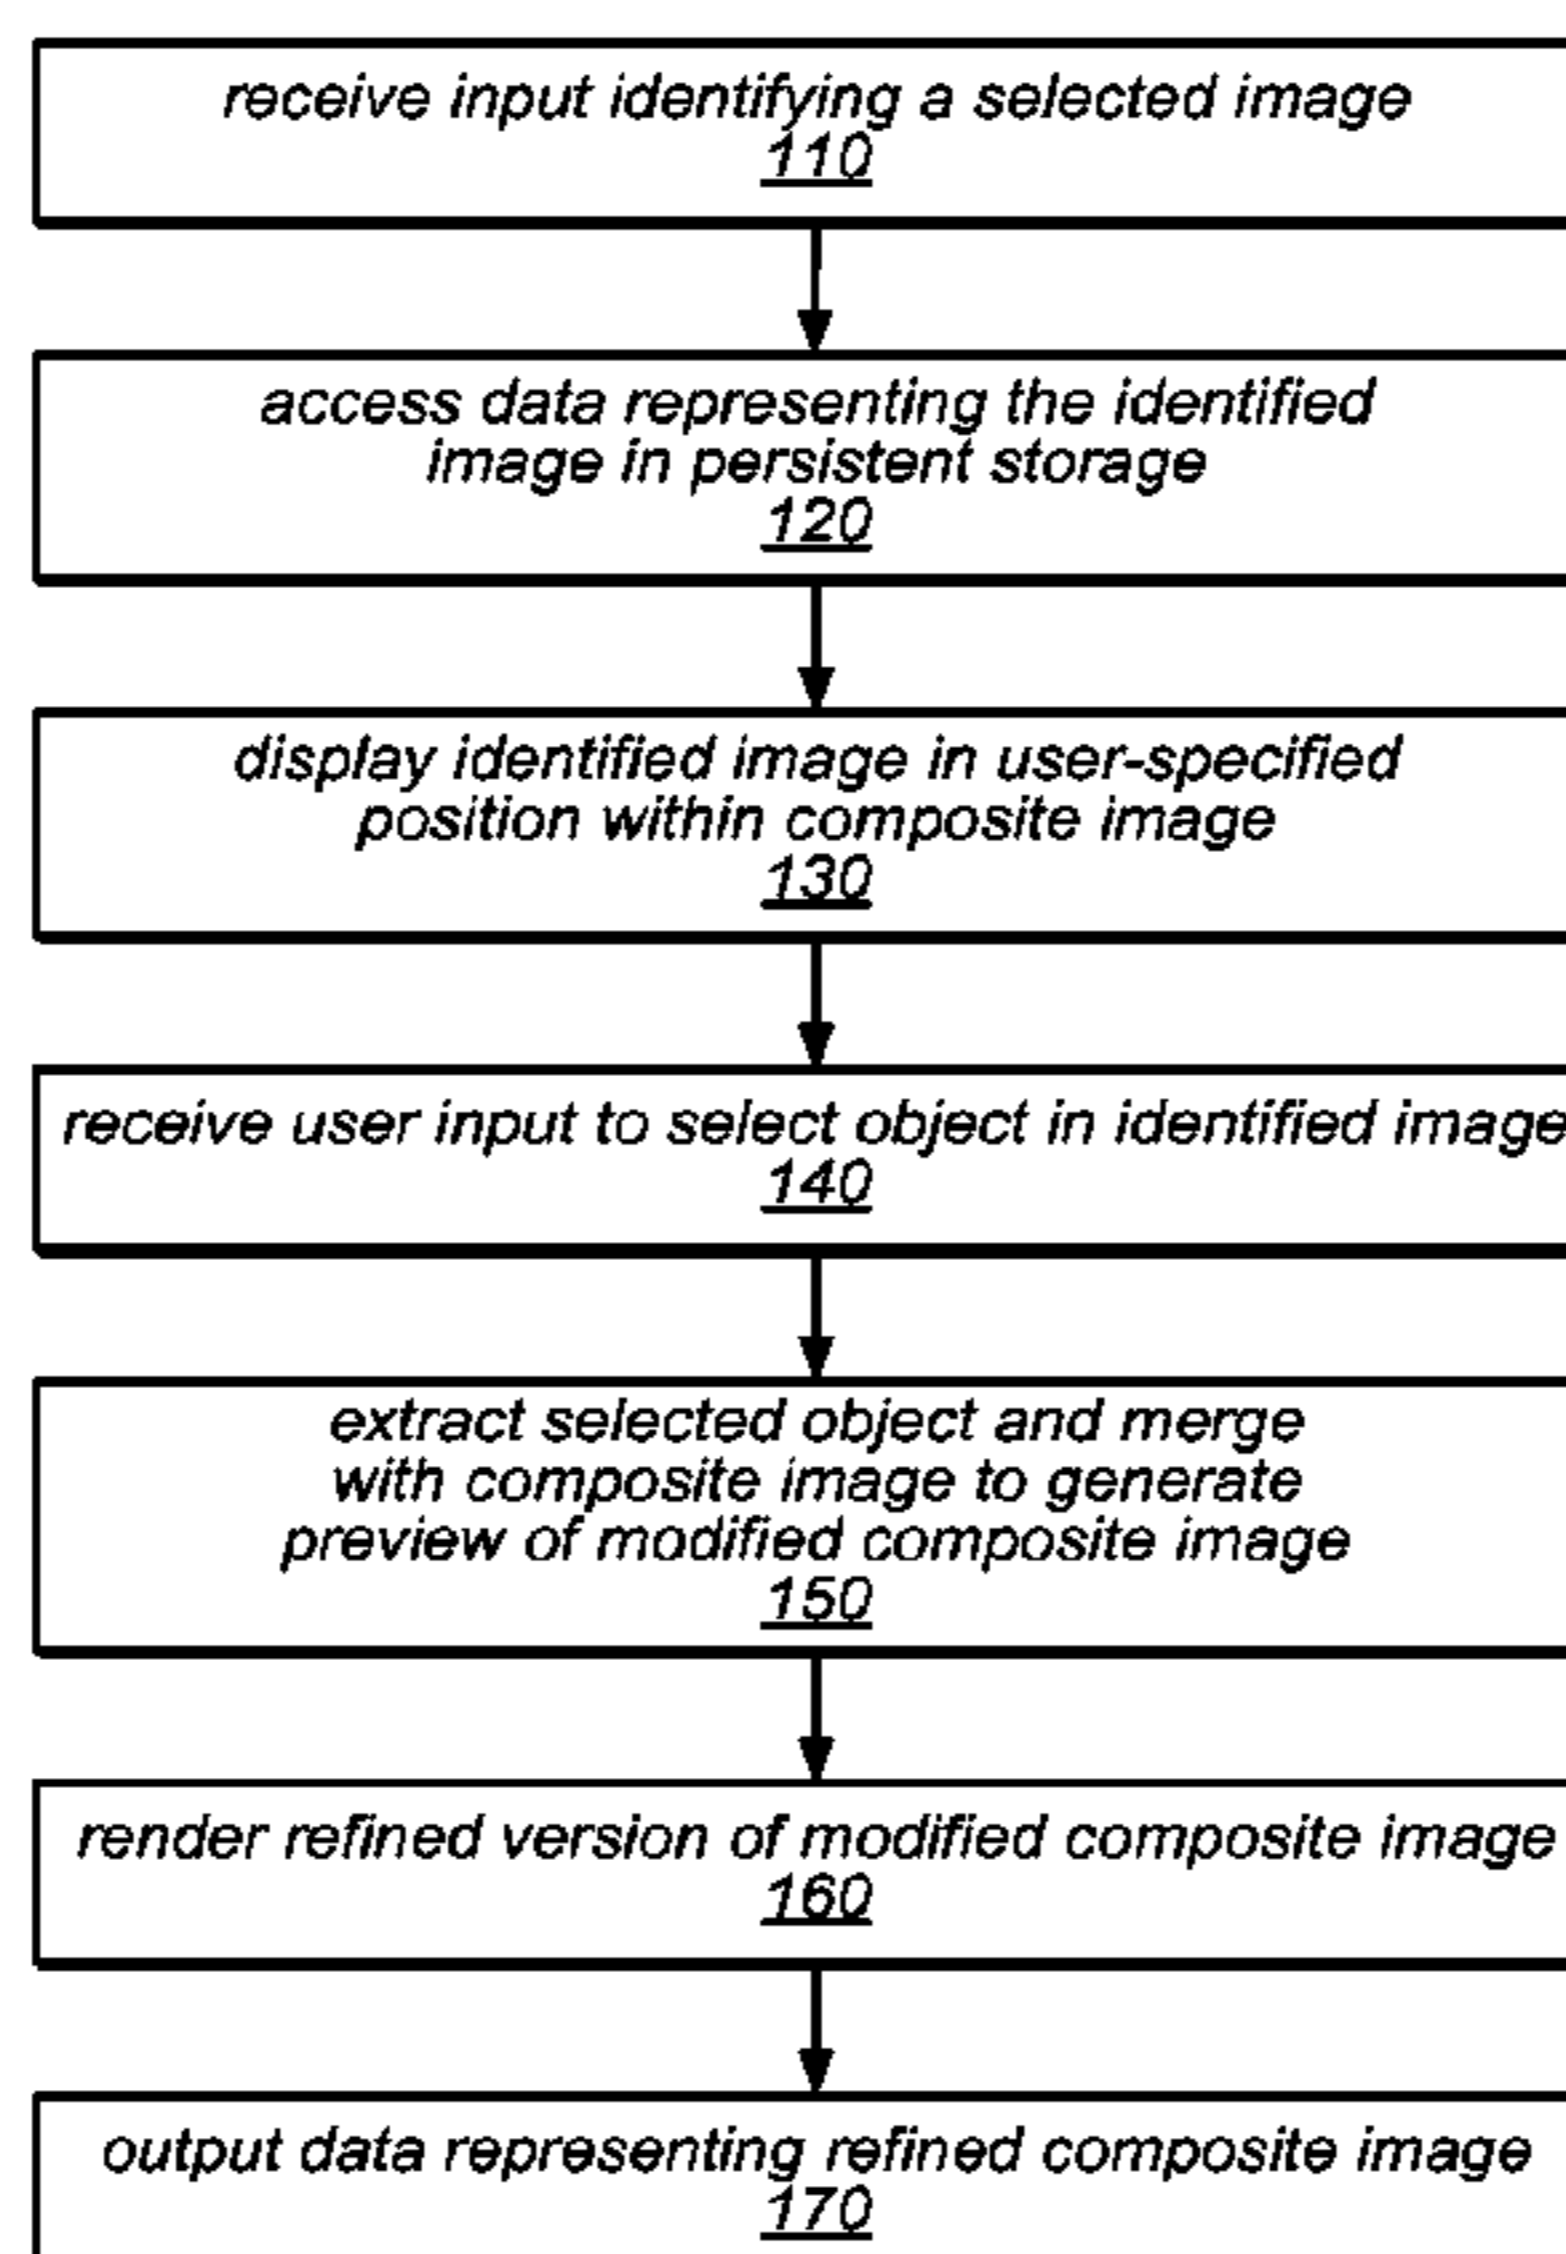 receive input identifying a selected image
110
access data representing the identified
image in persistent storage
120
display identified image in user-specified
position within composite image
130
receive user input to select object in identified image
140
extract selected object and merge
with composite image to generate
preview of modified composite image
150
render refined version of modified composite image
160
output data representing refined composite image
170